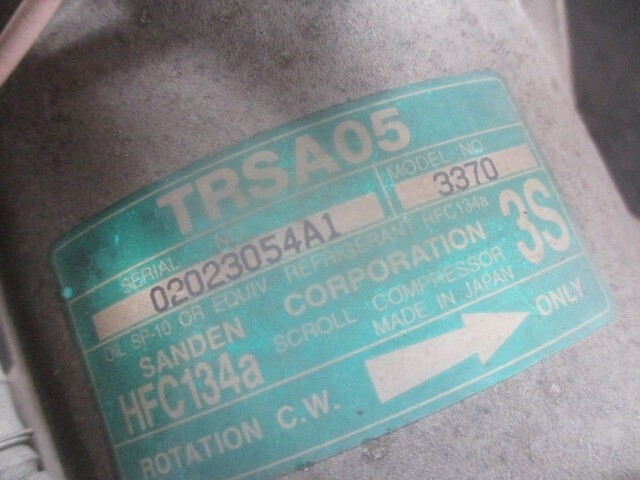 TRSA05
SERIAL NO. MODEL NO
02023054A1 3370
OIL SP-10 OR EQUIV REFRIGERANT HFC134a
SANDEN CORPORATION 3S
HFC134a SCROLL COMPRESSOR
MADE IN JAPAN
ROTATION C.W. ONLY